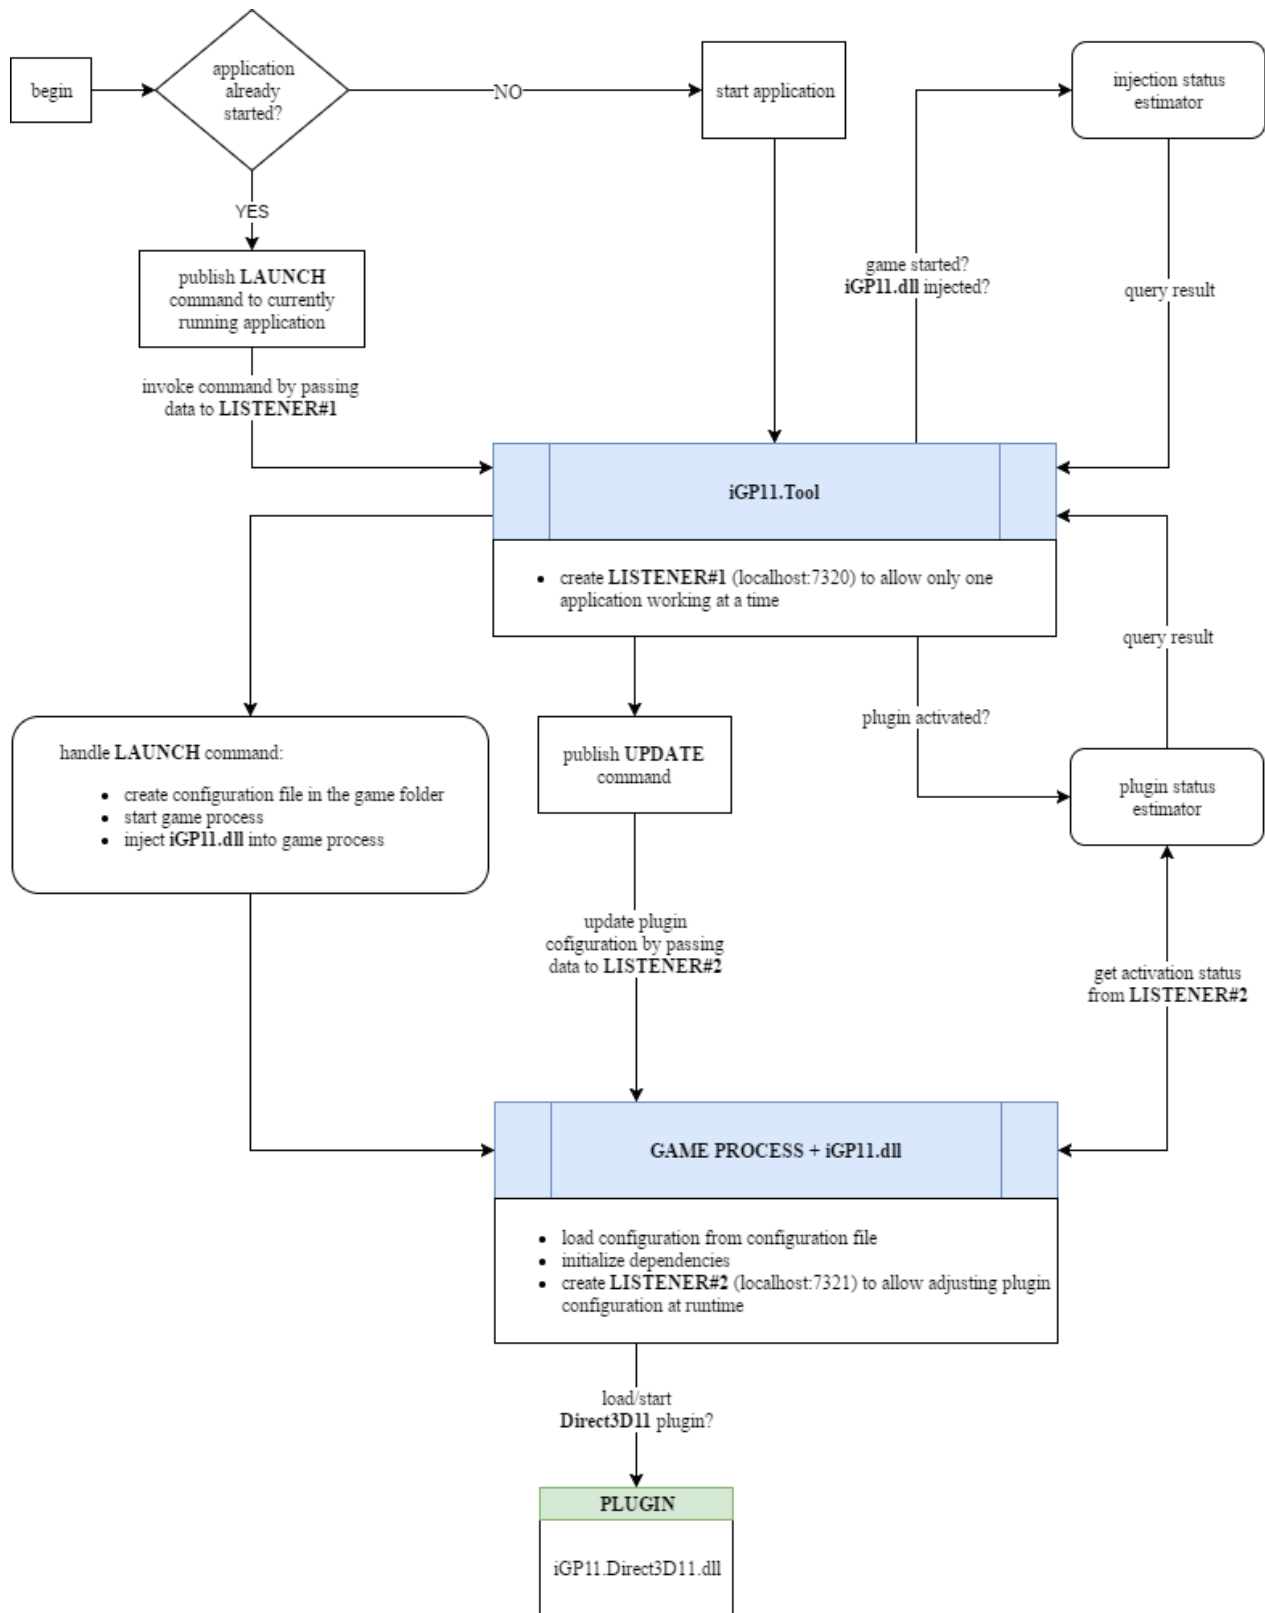 begin
application
already
started?
NO
start application
injection status
estimator
YES
publish LAUNCH
command to currently
running application
game started?
iGP11.dll injected?
query result
invoke command by passing
data to LISTENER#1
iGP11.Tool
• create LISTENER#1 (localhost:7320) to allow only one
application working at a time
query result
plugin activated?
handle LAUNCH command:
• create configuration file in the game folder
• start game process
• inject iGP11.dll into game process
publish UPDATE
command
plugin status
estimator
update plugin
cofiguration by passing
data to LISTENER#2
get activation status
from LISTENER#2
GAME PROCESS + iGP11.dll
• load configuration from configuration file
• initialize dependencies
• create LISTENER#2 (localhost:7321) to allow adjusting plugin
configuration at runtime
load/start
Direct3D11 plugin?
PLUGIN
iGP11.Direct3D11.dll